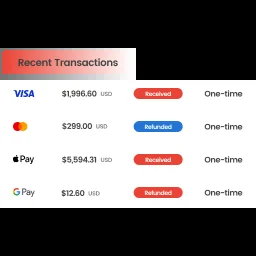 Recent Transactions
VISA $1,996.60 USD Received One-time
$299.00 USD Refunded One-time
Pay $5,594.31 USD Received One-time
G Pay $12.60 USD Refunded One-time